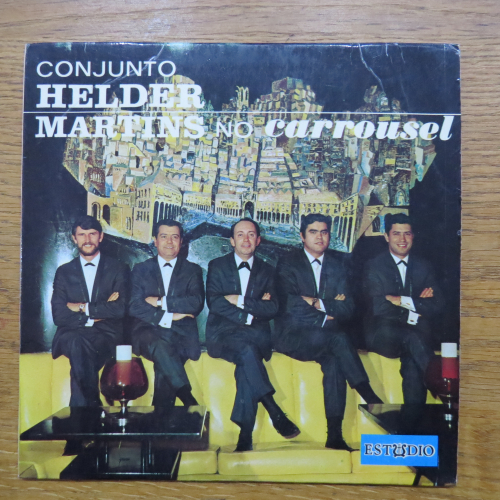 CONJUNTO
HELDER
MARTINS NO carrousel
ESTÚDIO